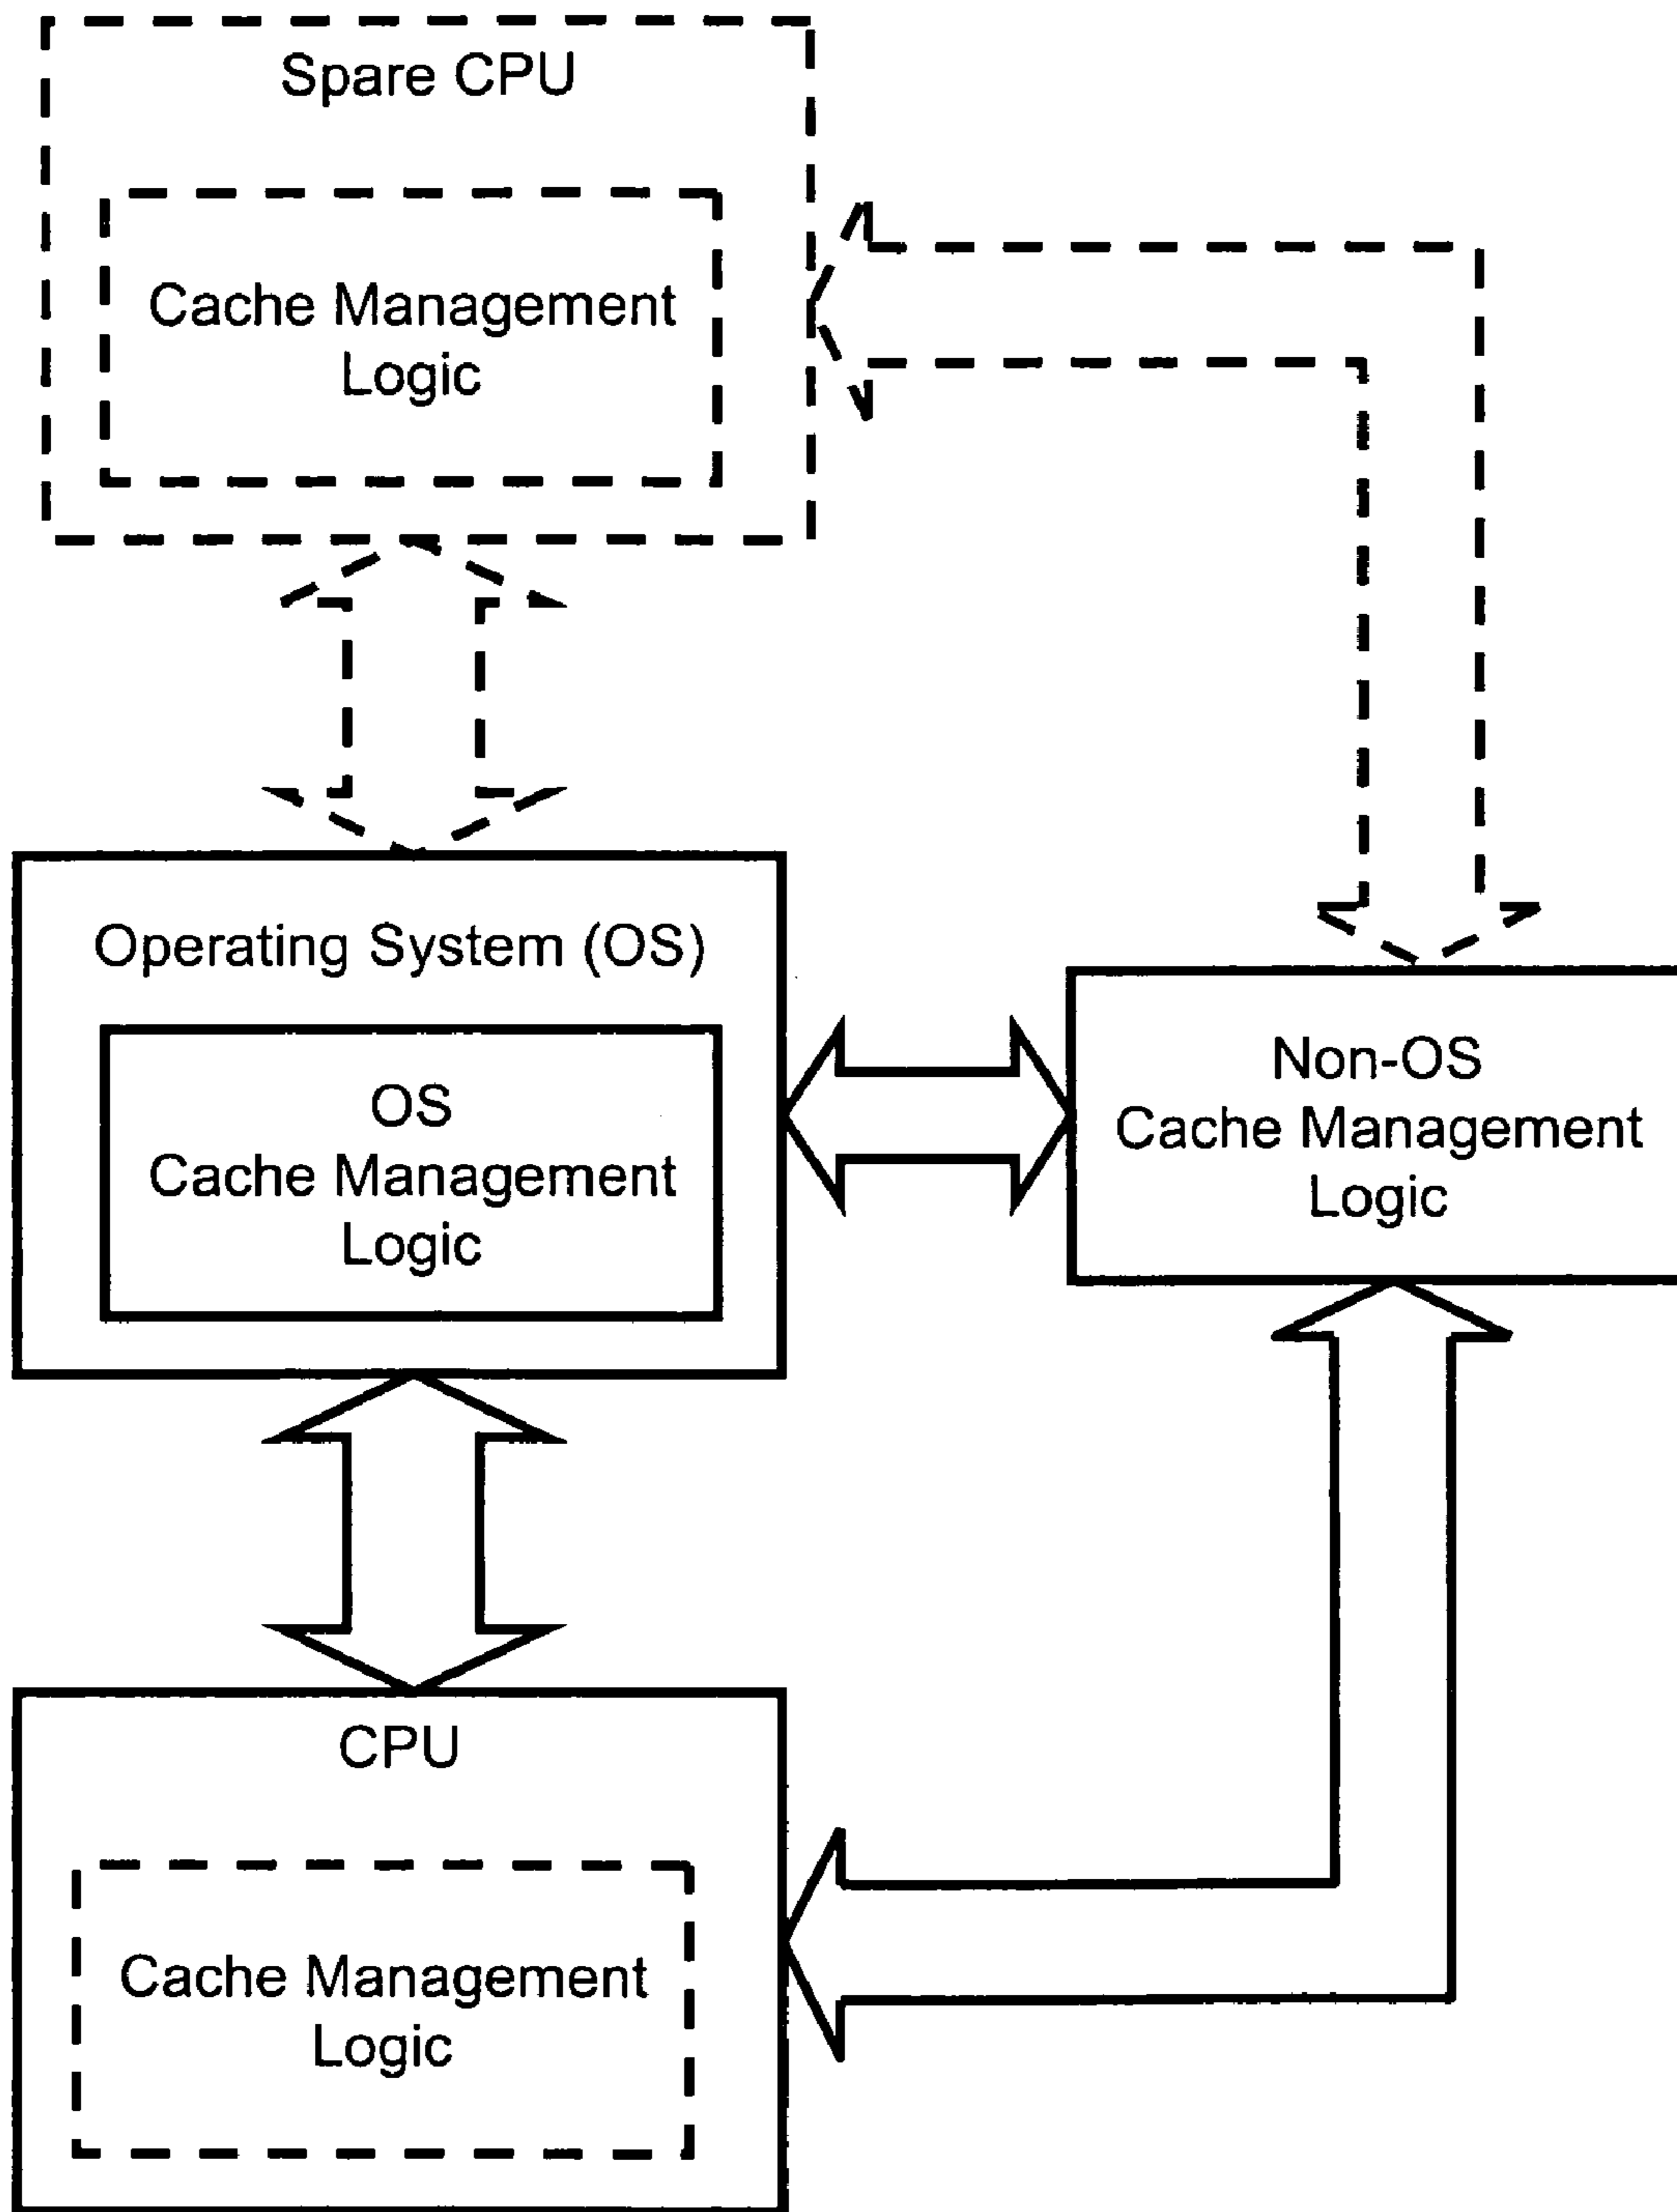 Spare CPU
Cache Management
Logic
Operating System (OS)
OS
Cache Management
Logic
Non-OS
Cache Management
Logic
CPU
Cache Management
Logic